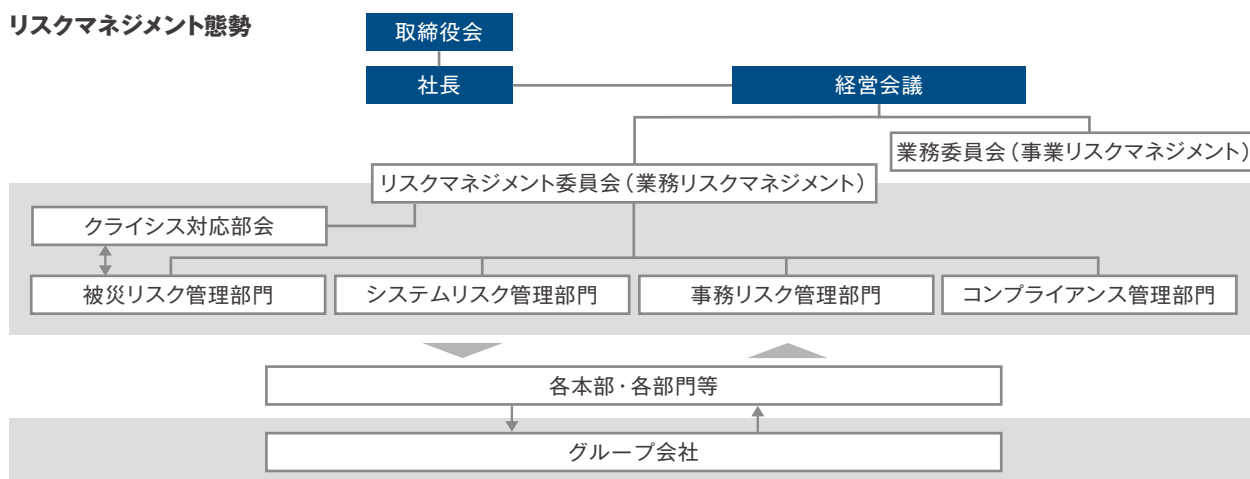 リスクマネジメント態勢
取締役会
社長
経営会議
業務委員会（事業リスクマネジメント）
リスクマネジメント委員会（業務リスクマネジメント）
クライシス対応部会
被災リスク管理部門
システムリスク管理部門
事務リスク管理部門
コンプライアンス管理部門
各本部・各部門等
グループ会社